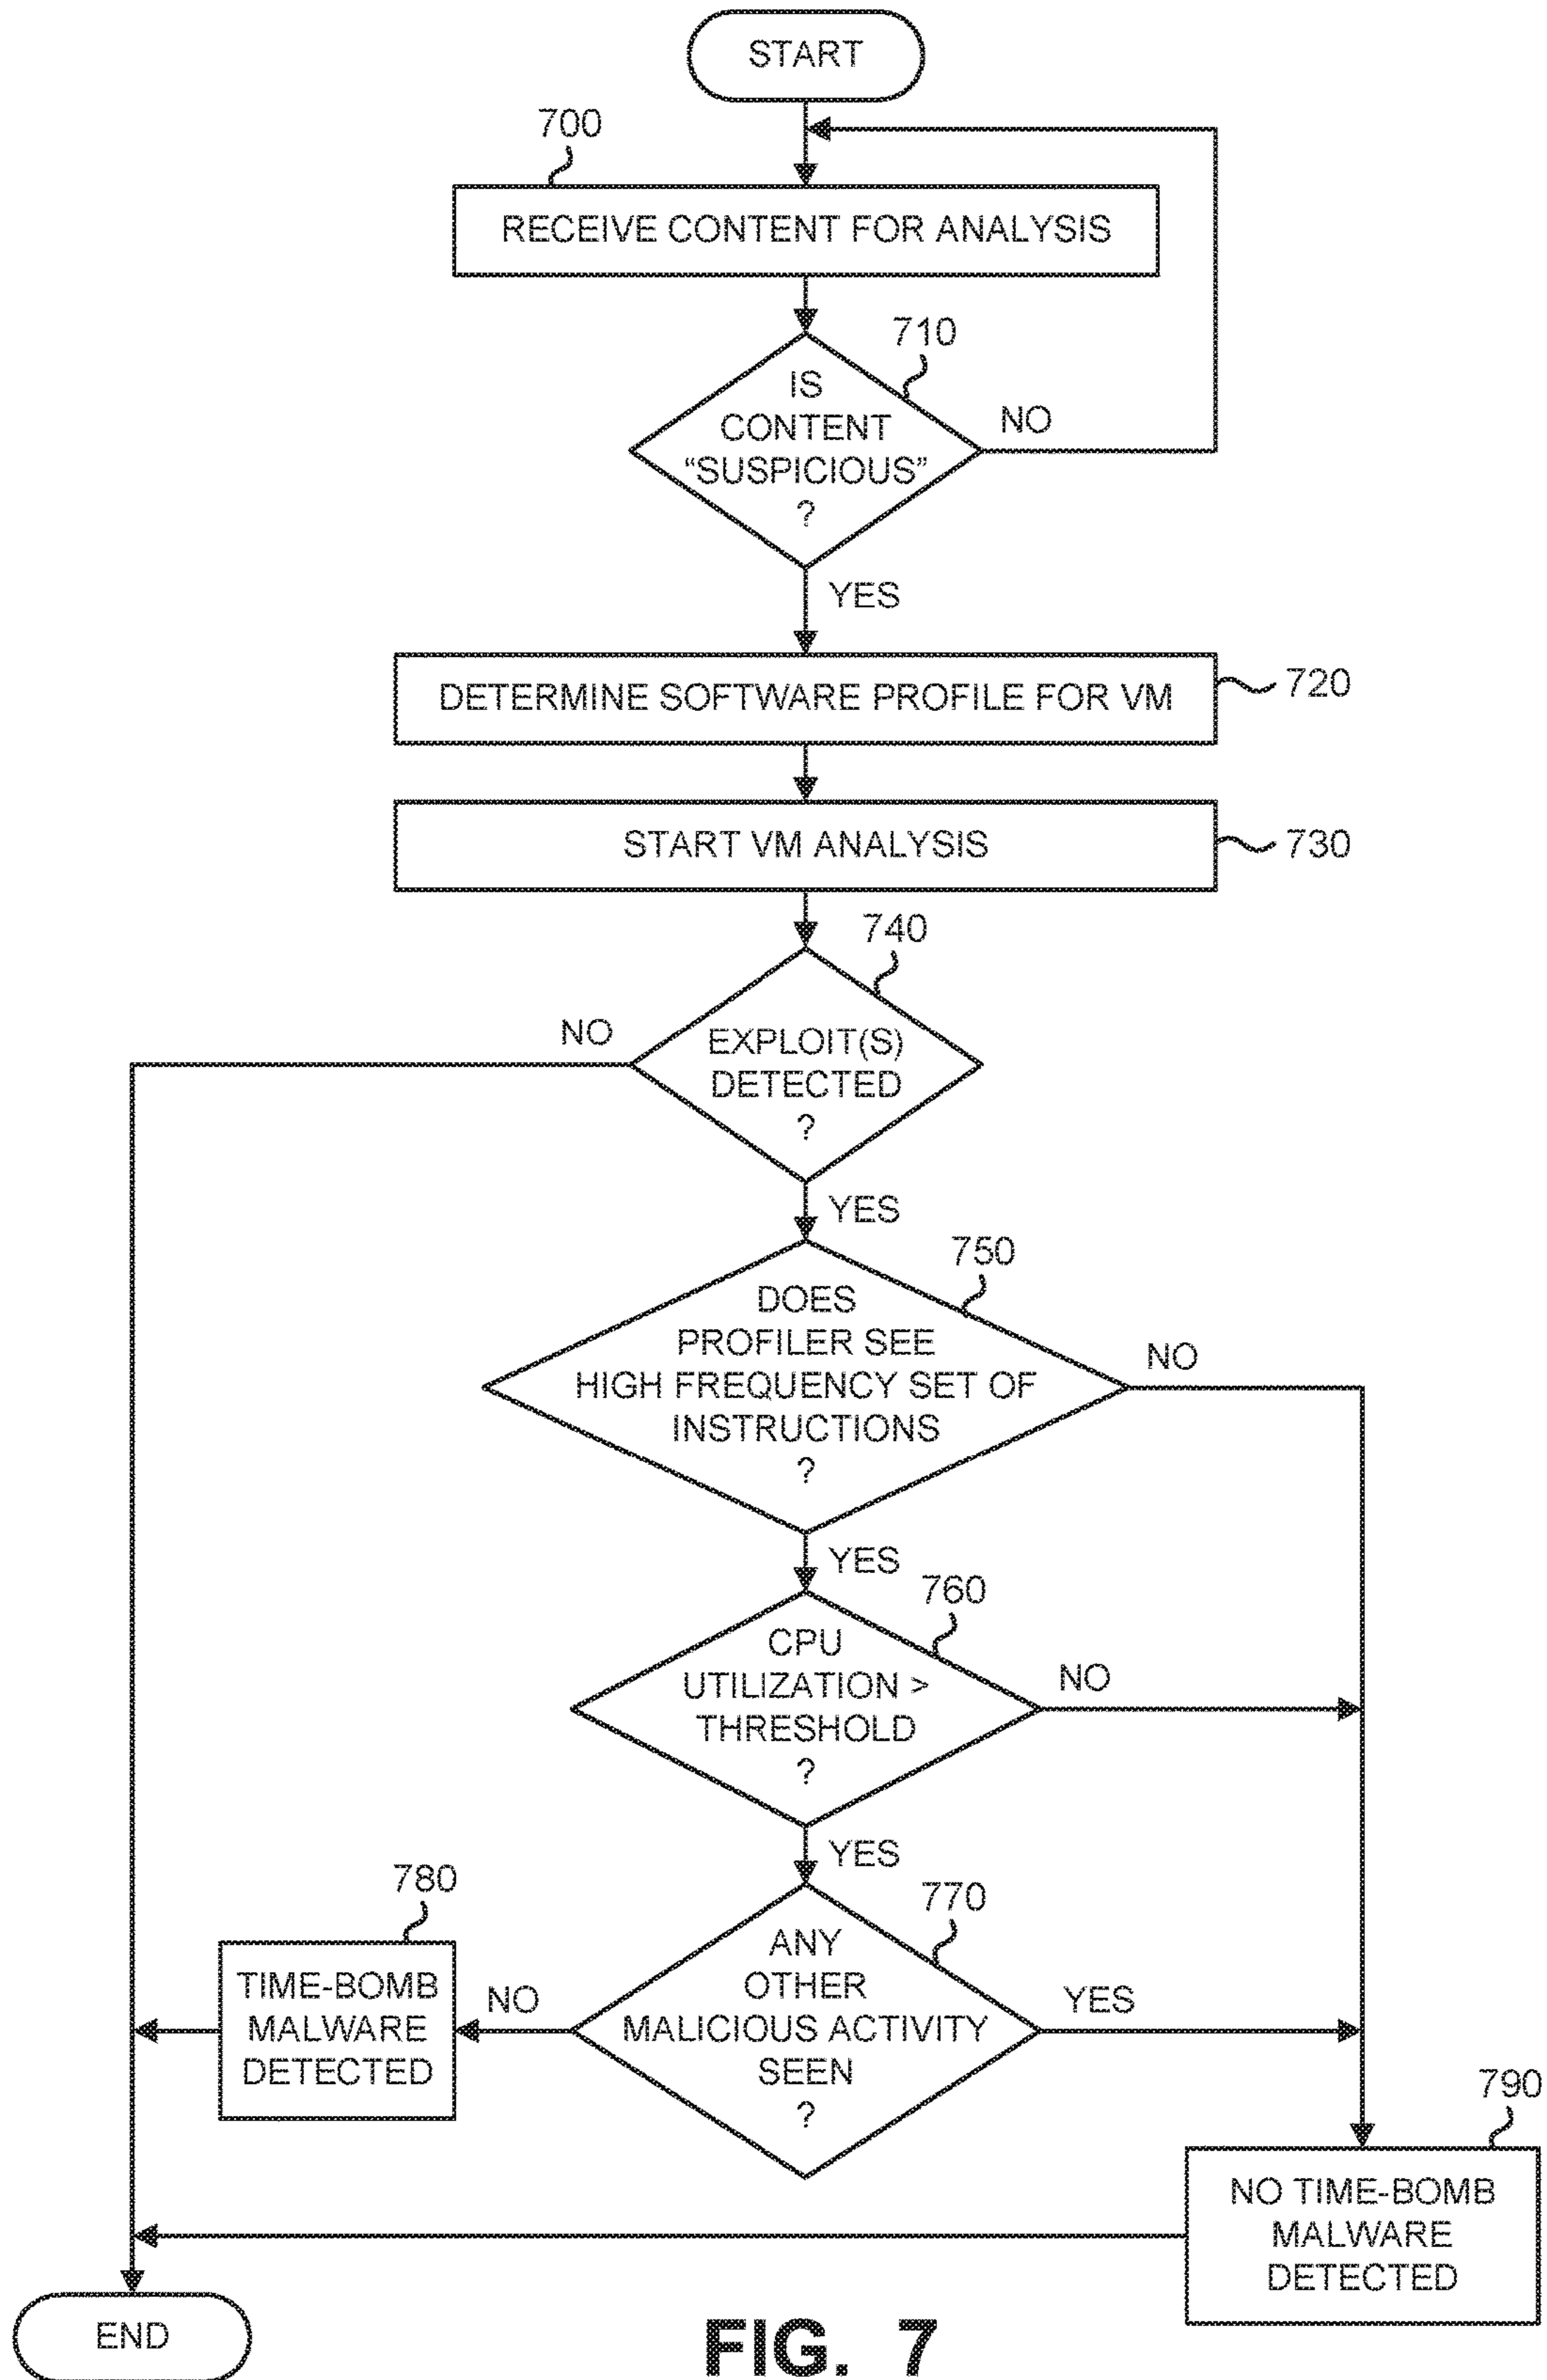 START
700
RECEIVE CONTENT FOR ANALYSIS
710
IS
CONTENT
“SUSPICIOUS”
?
NO
YES
DETERMINE SOFTWARE PROFILE FOR VM
720
START VM ANALYSIS
730
740
NO
EXPLOIT(S)
DETECTED
?
YES
750
DOES
PROFILER SEE
HIGH FREQUENCY SET OF
INSTRUCTIONS
?
NO
YES
760
CPU
UTILIZATION >
THRESHOLD
?
NO
YES
780
770
TIME-BOMB
MALWARE
DETECTED
NO
ANY
OTHER
MALICIOUS ACTIVITY
SEEN
?
YES
790
NO TIME-BOMB
MALWARE
DETECTED
END
FIG. 7